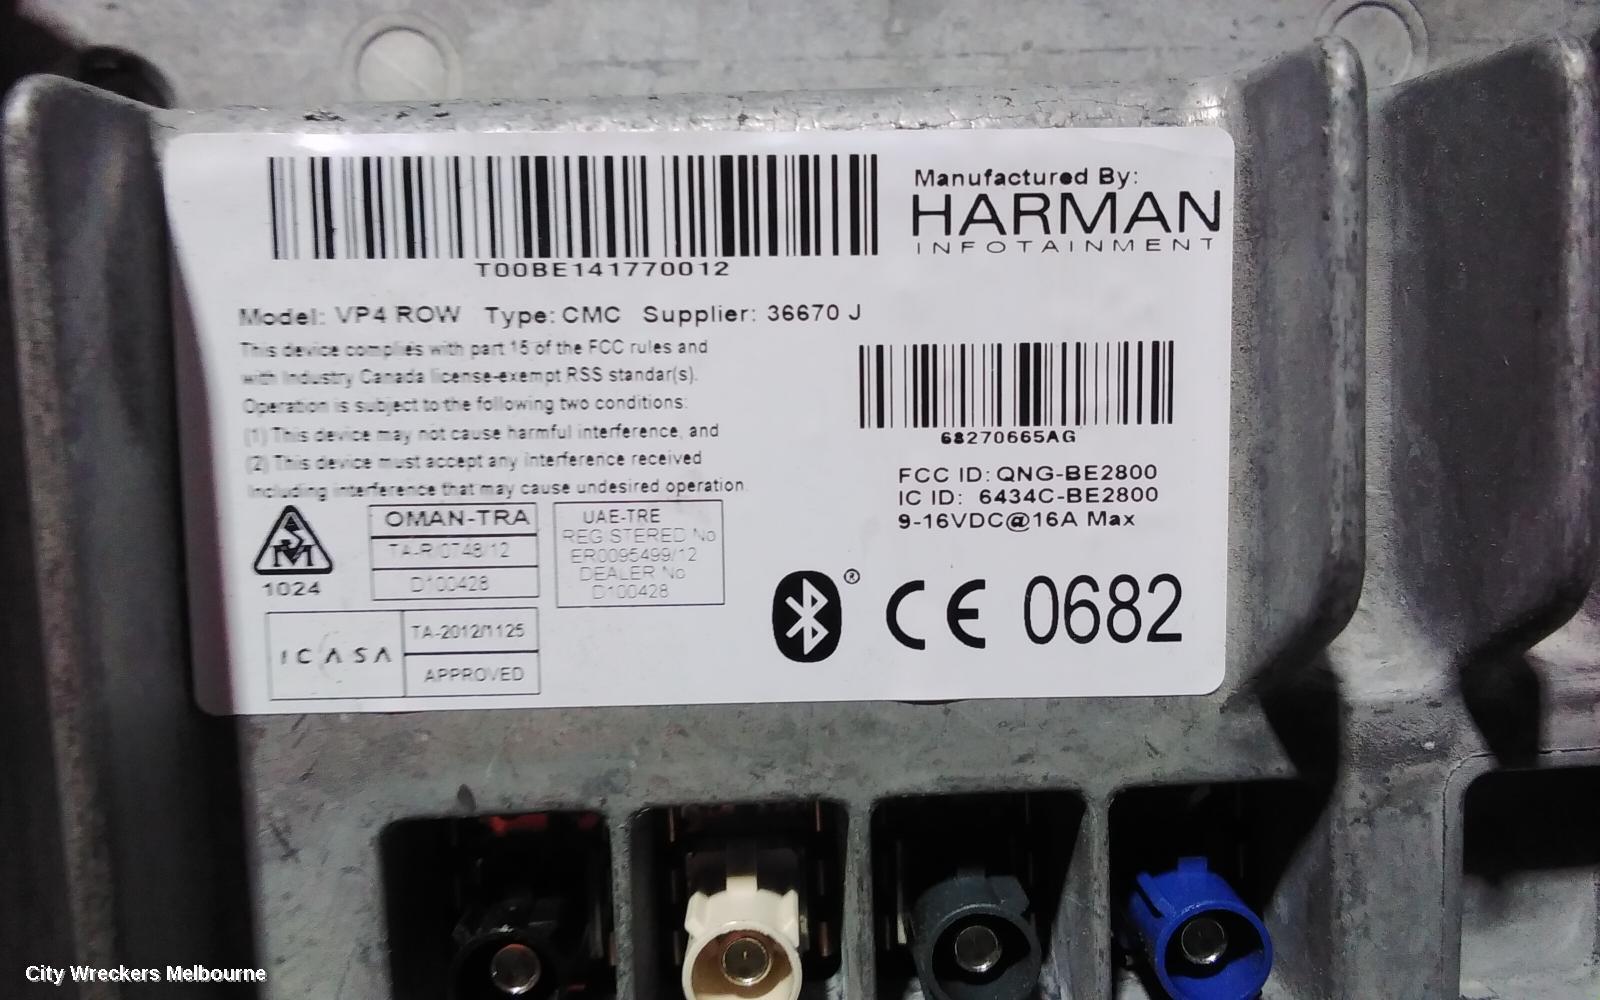 T00BE141770012
Manufactured By:
HARMAN
INFOTAINMENT
Model: VP4 ROW Type: CMC Supplier: 36670 J
This device complies with part 15 of the FCC rules and
with Industry Canada license-exempt RSS standar(s).
Operation is subject to the following two conditions:
(1) This device may not cause harmful interference, and
(2) This device must accept any interference received
Including interference that may cause undesired operation.
68270665AG
FCC ID: QNG-BE2800
IC ID: 6434C-BE2800
9-16VDC@16A Max
1024
OMAN-TRA
TA-R/0748/12
D100428
UAE-TRE
REGISTERED No
ER0095499/12
DEALER No
D100428
ICASA
TA-2012/1125
APPROVED
® CE 0682
City Wreckers Melbourne